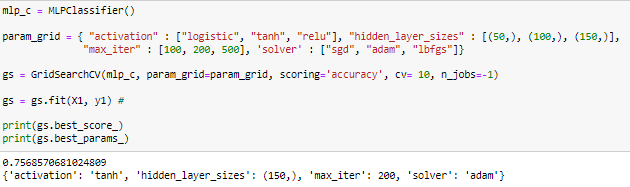 mlp_c = MLPClassifier()
param_grid = { "activation" : ["logistic", "tanh", "relu"], "hidden_layer_sizes" : [(50,), (100,), (150,)],
"max_iter" : [100, 200, 500], 'solver' : ["sgd", "adam", "lbfgs"]}
gs = GridSearchCV(mlp_c, param_grid=param_grid, scoring='accuracy', cv= 10, n_jobs=-1)
gs = gs.fit(X1, y1) #
print(gs.best_score_)
print(gs.best_params_)
0.7568570681024809
{'activation': 'tanh', 'hidden_layer_sizes': (150,), 'max_iter': 200, 'solver': 'adam'}